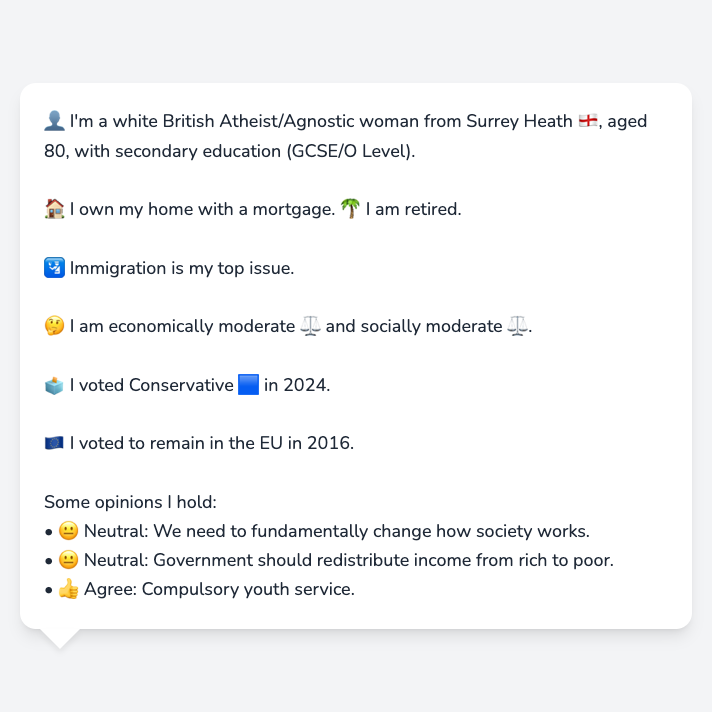 👤 I'm a white British Atheist/Agnostic woman from Surrey Heath 🏴󠁧󠁢󠁥󠁮󠁧󠁿, aged
80, with secondary education (GCSE/O Level).
🏠 I own my home with a mortgage. 🌴 I am retired.
🛂 Immigration is my top issue.
🤔 I am economically moderate ⚖️ and socially moderate ⚖️.
🗳️ I voted Conservative 🟦 in 2024.
🇪🇺 I voted to remain in the EU in 2016.
Some opinions I hold:
• 😐 Neutral: We need to fundamentally change how society works.
• 😐 Neutral: Government should redistribute income from rich to poor.
• 👍 Agree: Compulsory youth service.